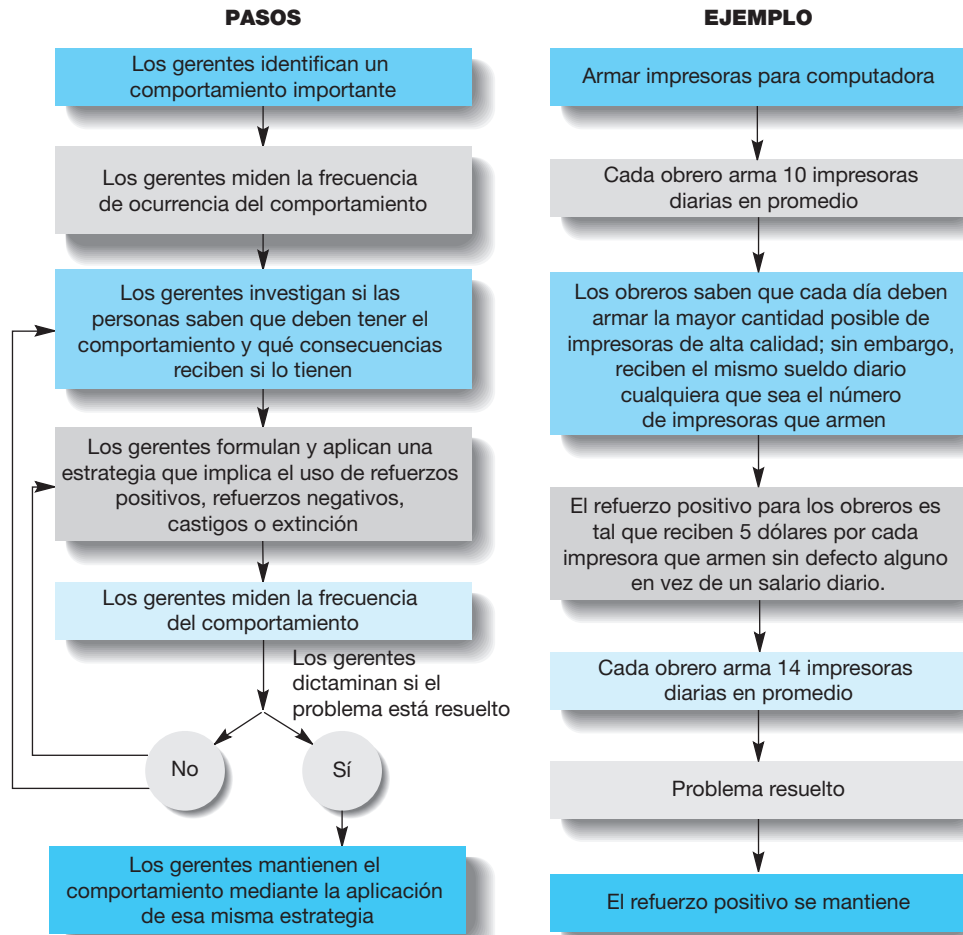 PASOS
Los gerentes identifican un
comportamiento importante
Los gerentes miden la frecuencia
de ocurrencia del comportamiento
Los gerentes investigan si las
personas saben que deben tener el
comportamiento y qué consecuencias
reciben si lo tienen
Los gerentes formulan y aplican una
estrategia que implica el uso de refuerzos
positivos, refuerzos negativos,
castigos o extinción
Los gerentes miden la frecuencia
del comportamiento
Los gerentes
dictaminan si el
problema está resuelto
No
Sí
Los gerentes mantienen el
comportamiento mediante la aplicación
de esa misma estrategia
EJEMPLO
Armar impresoras para computadora
Cada obrero arma 10 impresoras
diarias en promedio
Los obreros saben que cada día deben
armar la mayor cantidad posible de
impresoras de alta calidad; sin embargo,
reciben el mismo sueldo diario
cualquiera que sea el número
de impresoras que armen
El refuerzo positivo para los obreros es
tal que reciben 5 dólares por cada
impresora que armen sin defecto alguno
en vez de un salario diario.
Cada obrero arma 14 impresoras
diarias en promedio
Problema resuelto
El refuerzo positivo se mantiene